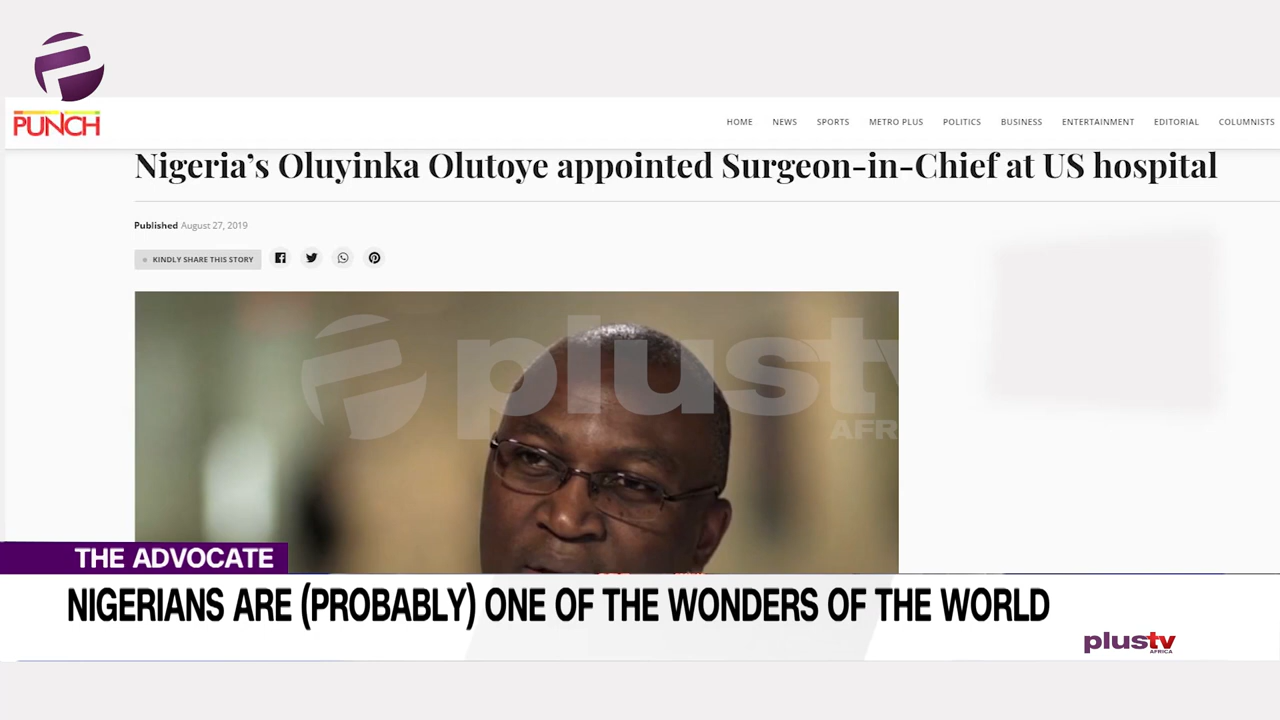 PUNCH
HOME NEWS SPORTS METRO PLUS POLITICS BUSINESS ENTERTAINMENT EDITORIAL COLUMNISTS
Nigeria’s Oluyinka Olutoye appointed Surgeon-in-Chief at US hospital
Published August 27, 2019
KINDLY SHARE THIS STORY
plustv
AFR
THE ADVOCATE
NIGERIANS ARE (PROBABLY) ONE OF THE WONDERS OF THE WORLD
plustv
AFRICA